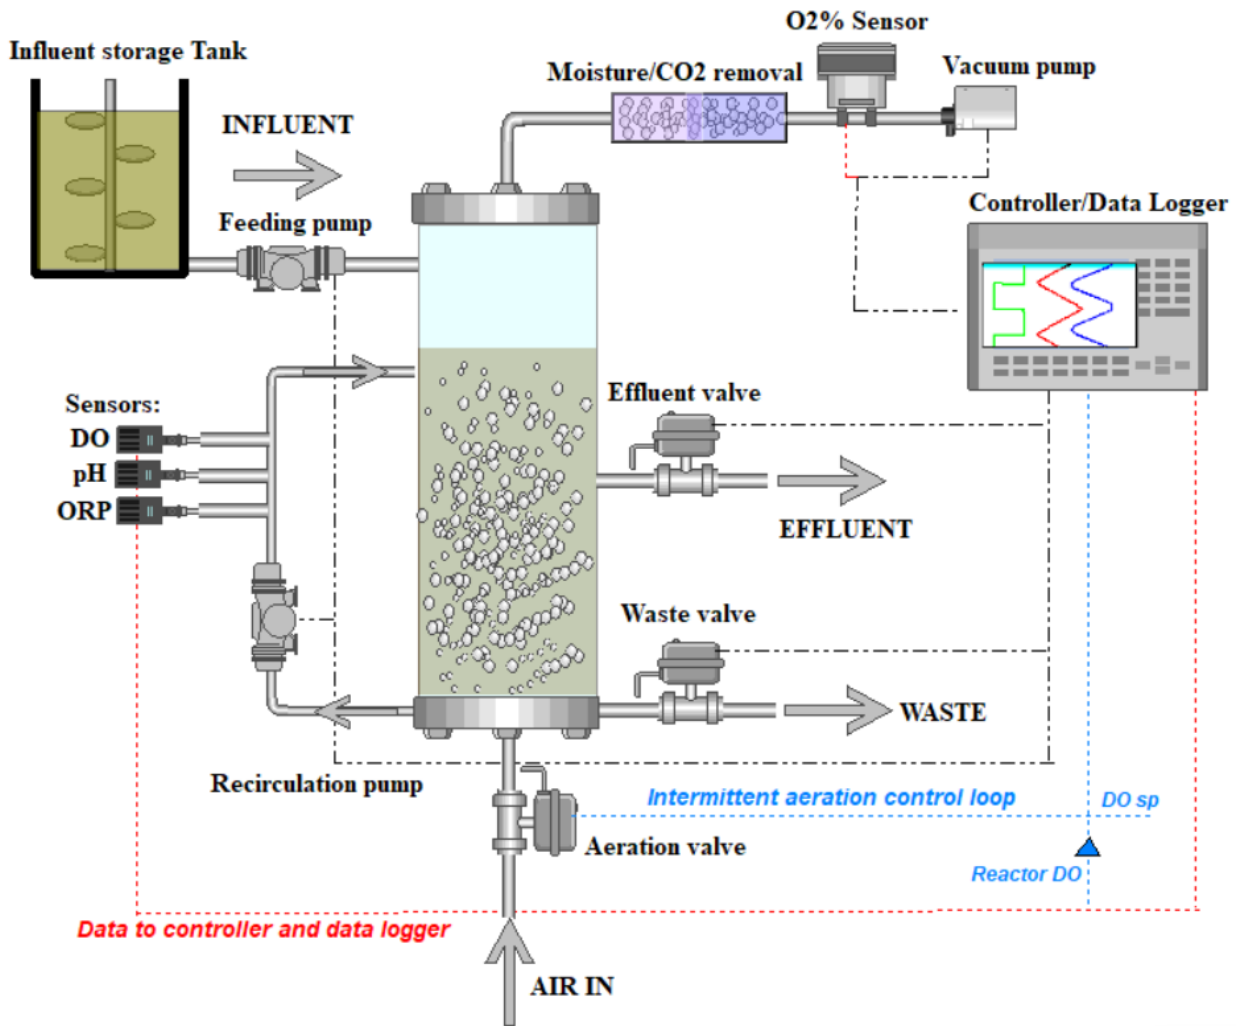 O2% Sensor
Influent storage Tank
Moisture/CO2 removal
Vacuum pump
INFLUENT
Feeding pump
Controller/Data Logger
Effluent valve
Sensors:
DO
pH
ORP
EFFLUENT
Waste valve
WASTE
Recirculation pump
Intermittent aeration control loop
DO sp
Aeration valve
Reactor DO
Data to controller and data logger
AIR IN